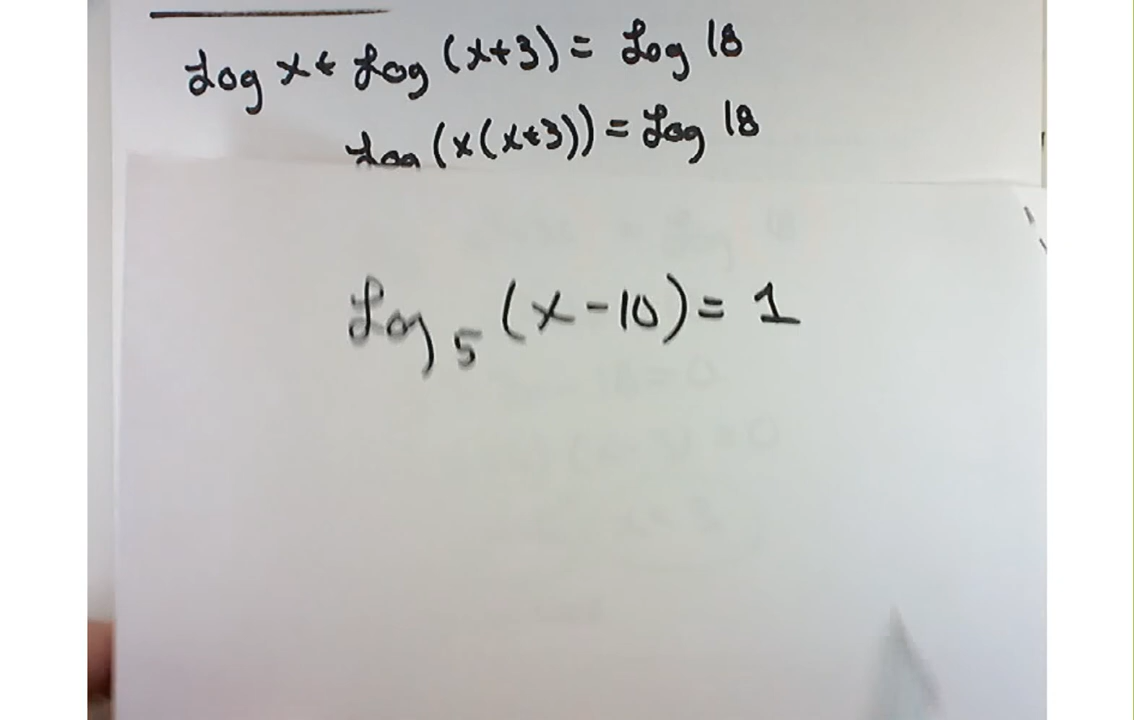 Log x + Log (x+3) = Log 18
Log (x(x+3)) = Log 18
Log₅ (x - 10) = 1